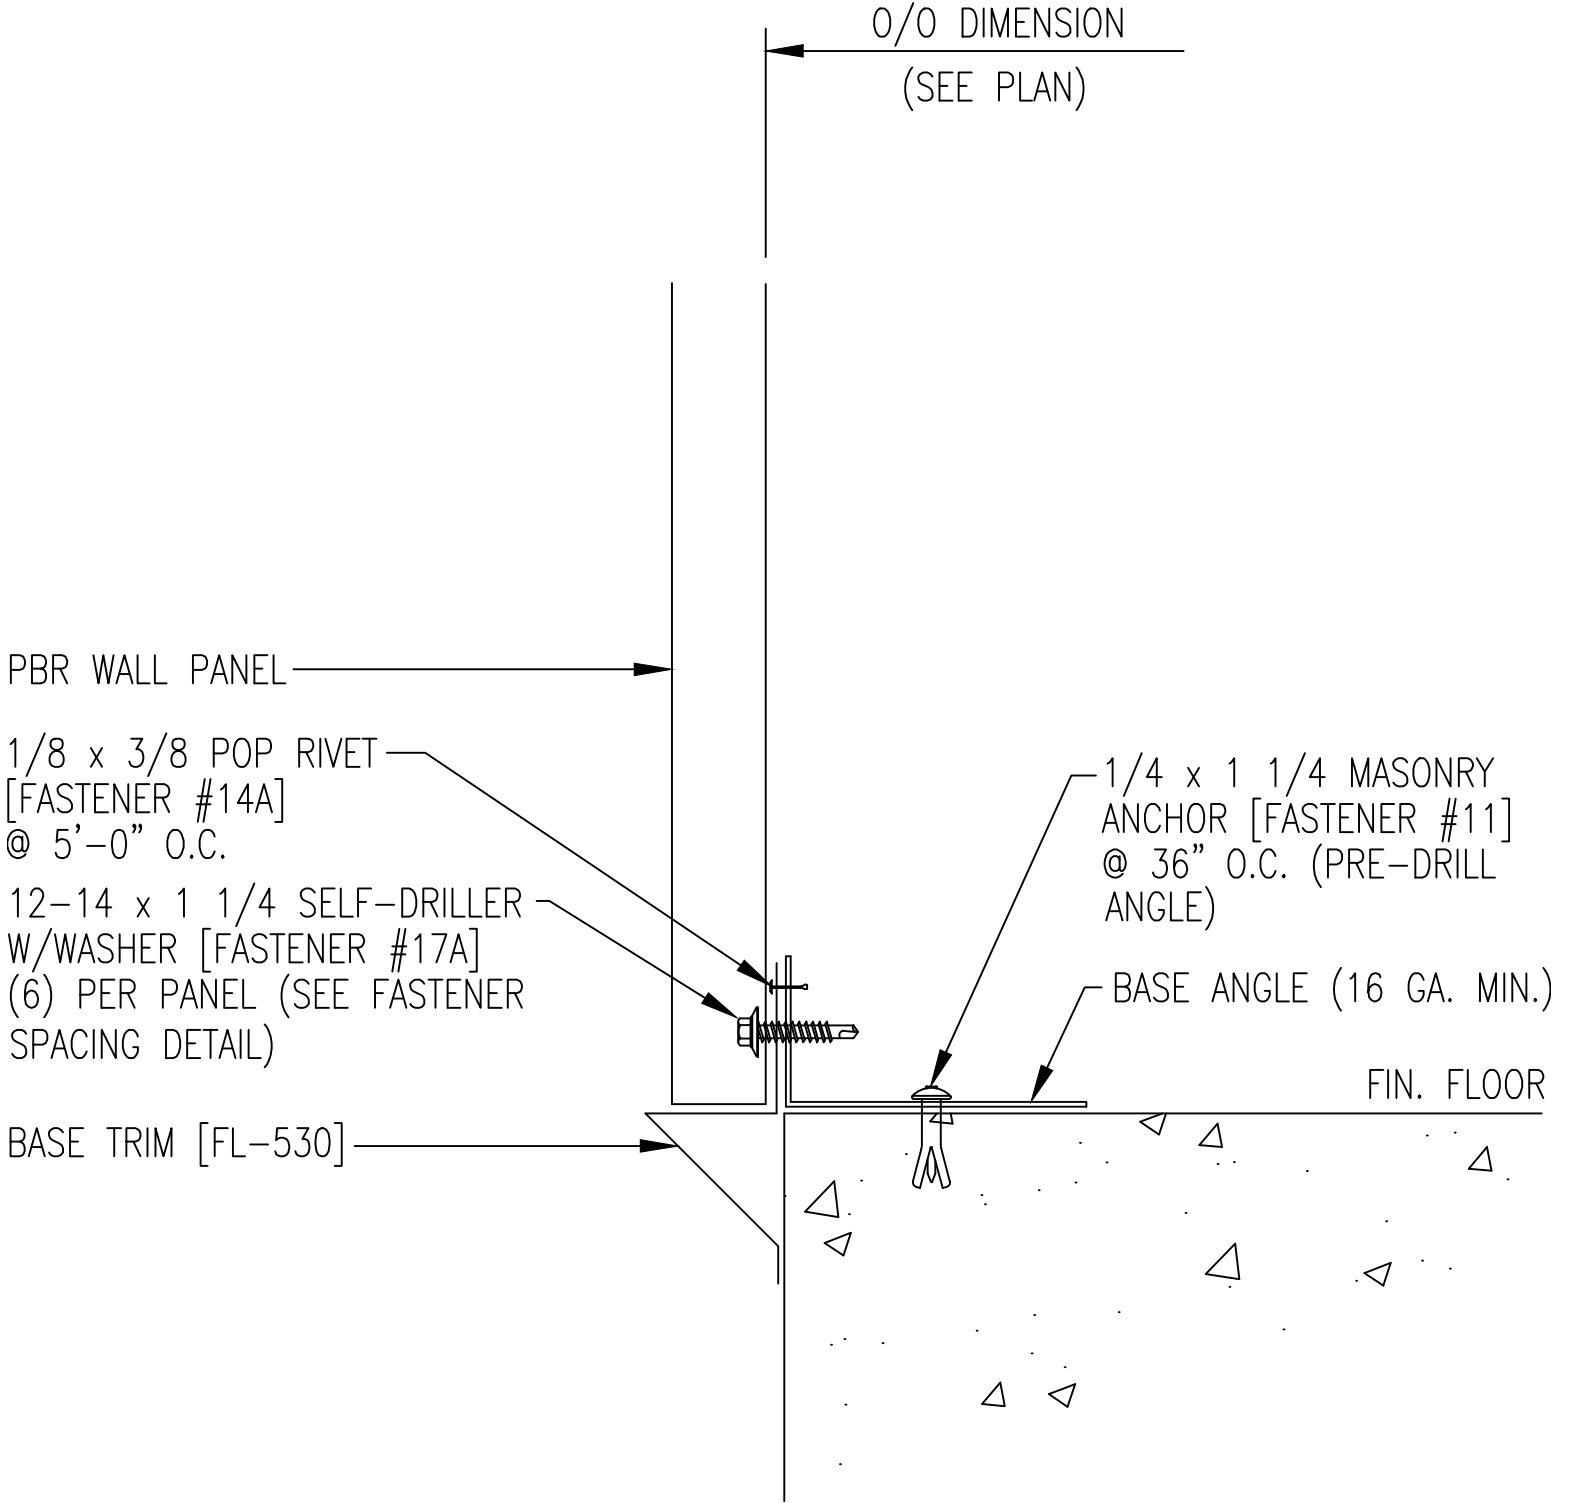 O/O DIMENSION
(SEE PLAN)
PBR WALL PANEL
1/8 x 3/8 POP RIVET
[FASTENER #14A]
@ 5'-0" O.C.
12-14 x 1 1/4 SELF-DRILLER
W/WASHER [FASTENER #17A]
(6) PER PANEL (SEE FASTENER
SPACING DETAIL)
BASE TRIM [FL-530]
1/4 x 1 1/4 MASONRY
ANCHOR [FASTENER #11]
@ 36" O.C. (PRE-DRILL
ANGLE)
BASE ANGLE (16 GA. MIN.)
FIN. FLOOR